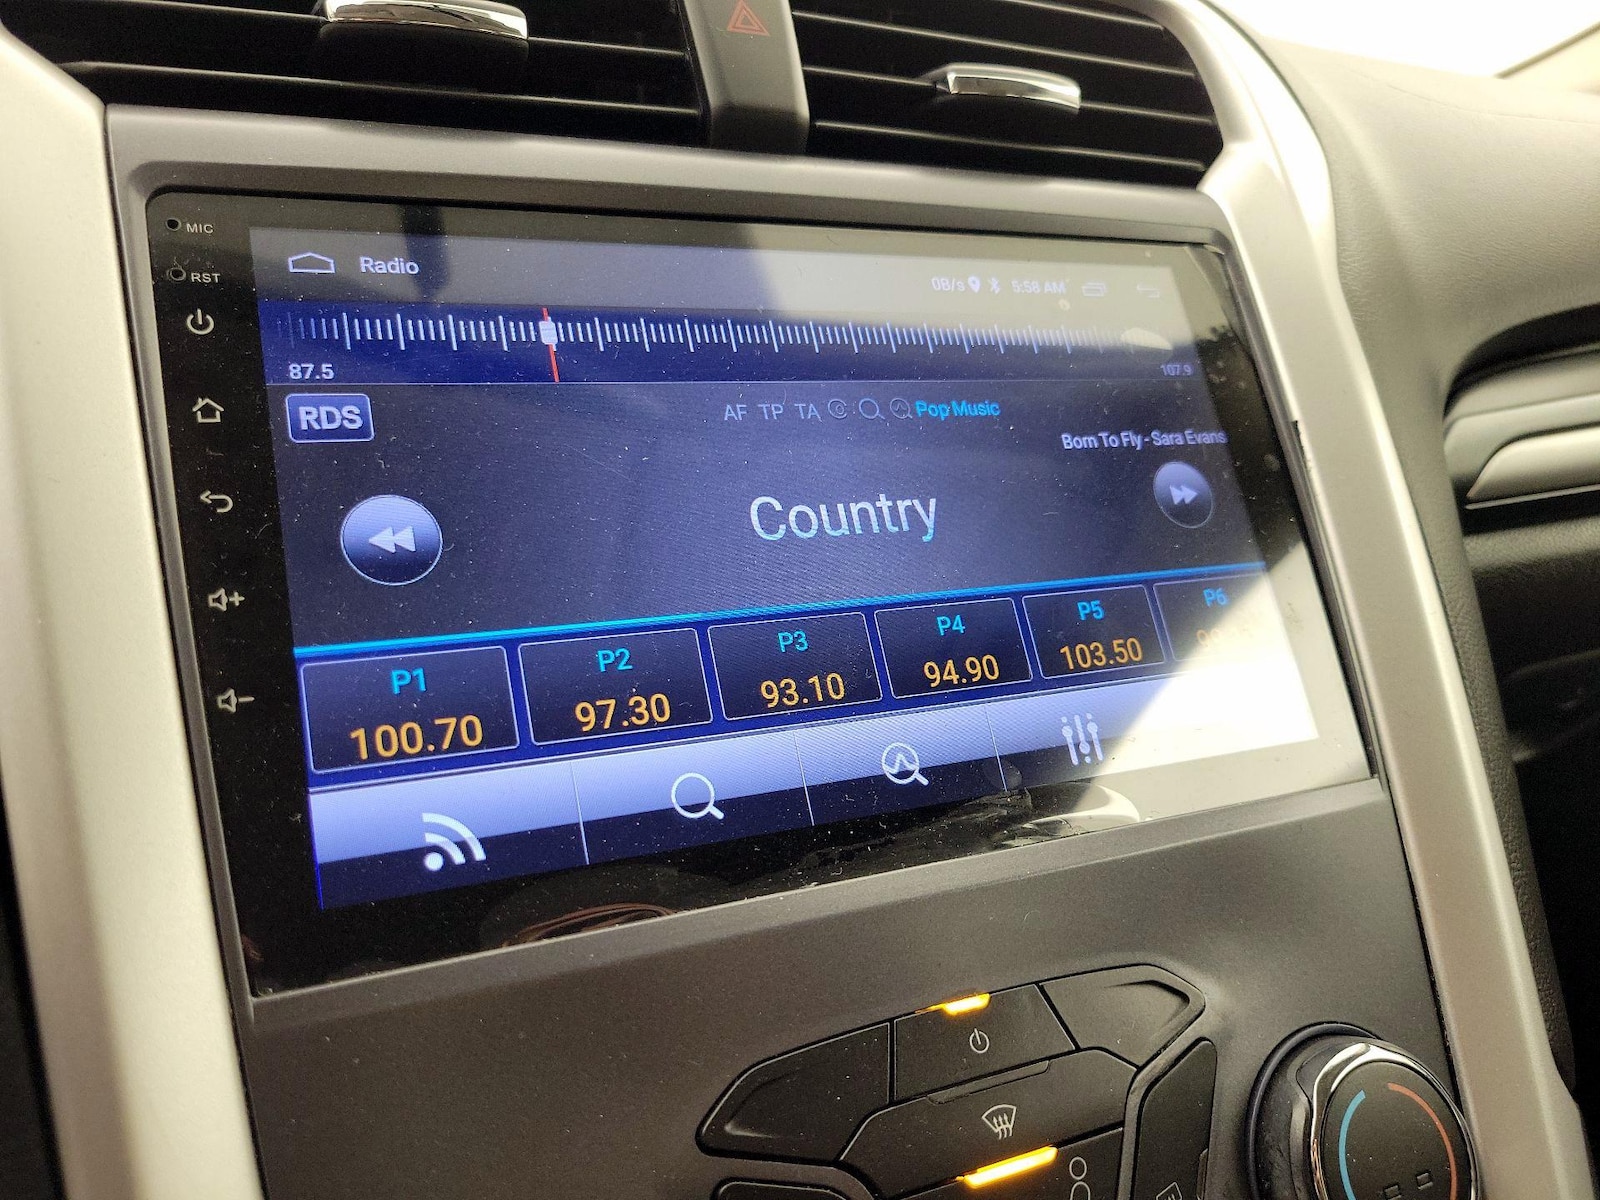 MIC
RST
Radio
5:58 AM
87.5
107.9
RDS
AF TP TA Pop Music
Born To Fly - Sara Evans
Country
P1 P2 P3 P4 P5 P6
100.70 97.30 93.10 94.90 103.50